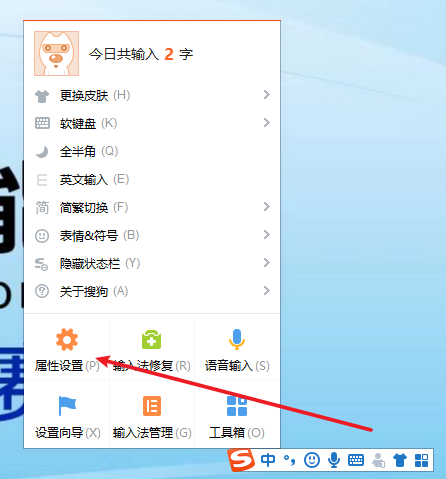 今日共输入 2 字
更换皮肤 (H)
软键盘 (K)
全半角 (Q)
英文输入 (E)
简 简繁切换 (F)
表情&符号 (B)
隐藏状态栏 (Y)
关于搜狗 (A)
属性设置 (P) 输入法修复 (R) 语音输入 (S)
设置向导 (X) 输入法管理 (G) 工具箱 (O)
S 中